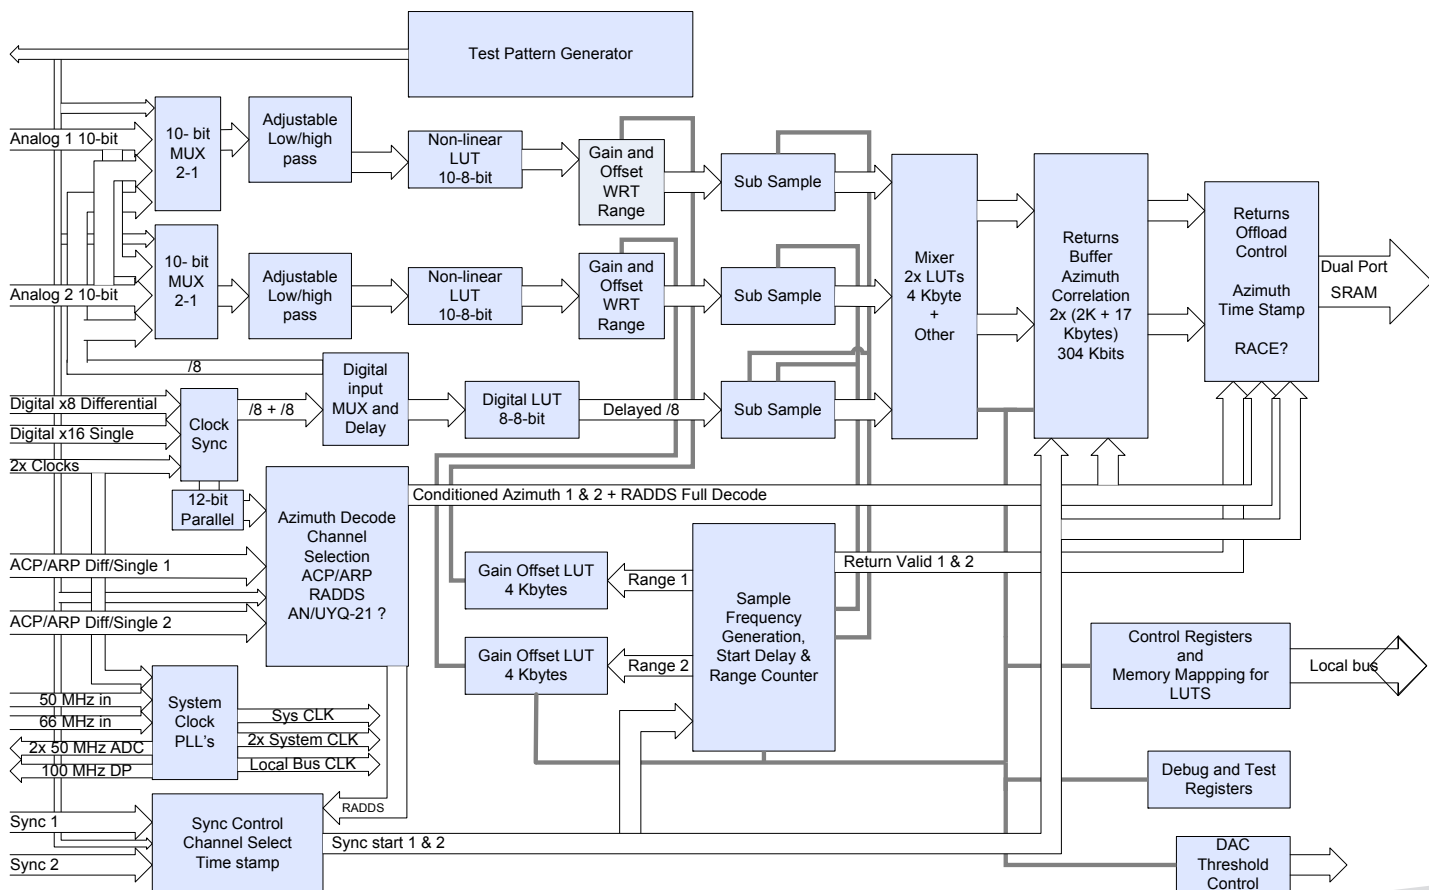 Test Pattern Generator
Analog 1 10-bit
10- bit
MUX
2-1
Adjustable
Low/high
pass
Non-linear
LUT
10-8-bit
Gain and
Offset
WRT
Range
Sub Sample
Analog 2 10-bit
10- bit
MUX
2-1
Adjustable
Low/high
pass
Non-linear
LUT
10-8-bit
Gain and
Offset
WRT
Range
Sub Sample
Mixer
2x LUTs
4 Kbyte
+
Other
Returns
Buffer
Azimuth
Correlation
2x (2K + 17
Kbytes)
304 Kbits
Returns
Offload
Control
Azimuth
Time Stamp
RACE?
Dual Port
SRAM
/8
Digital x8 Differential
Digital x16 Single
2x Clocks
Clock
Sync
/8 + /8
Digital
input
MUX and
Delay
Digital LUT
8-8-bit
Delayed /8
Sub Sample
12-bit
Parallel
Azimuth Decode
Channel
Selection
ACP/ARP
RADDS
AN/UYQ-21 ?
Conditioned Azimuth 1 & 2 + RADDS Full Decode
ACP/ARP Diff/Single 1
ACP/ARP Diff/Single 2
Gain Offset LUT
4 Kbytes
Range 1
Gain Offset LUT
4 Kbytes
Range 2
Sample
Frequency
Generation,
Start Delay &
Range Counter
Return Valid 1 & 2
Control Registers
and
Memory Mappping for
LUTS
Local bus
50 MHz in
66 MHz in
2x 50 MHz ADC
100 MHz DP
System
Clock
PLL's
Sys CLK
2x System CLK
Local Bus CLK
Debug and Test
Registers
RADDS
Sync 1
Sync 2
Sync Control
Channel Select
Time stamp
Sync start 1 & 2
DAC
Threshold
Control